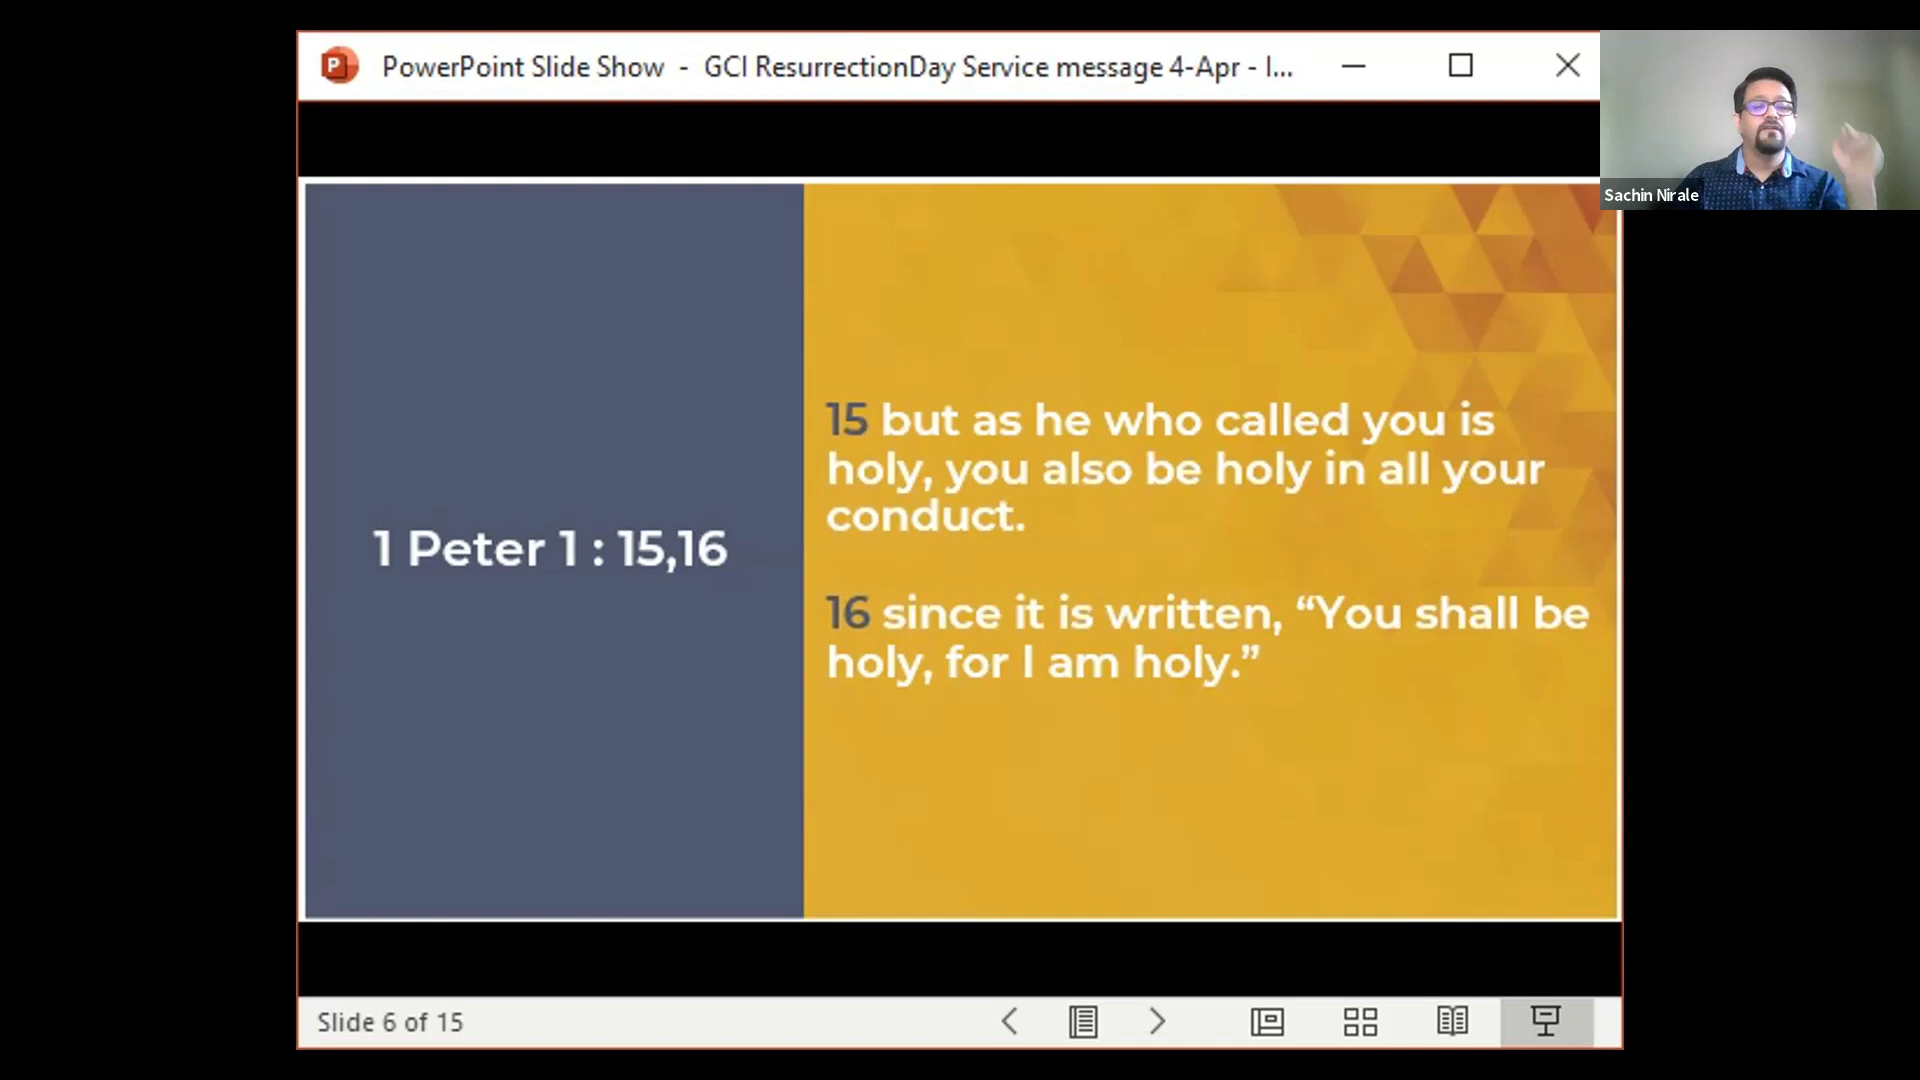 PowerPoint Slide Show - GCI ResurrectionDay Service message 4-Apr - I...
Sachin Nirale
1 Peter 1 : 15,16
15 but as he who called you is
holy, you also be holy in all your
conduct.
16 since it is written, “You shall be
holy, for I am holy.”
Slide 6 of 15